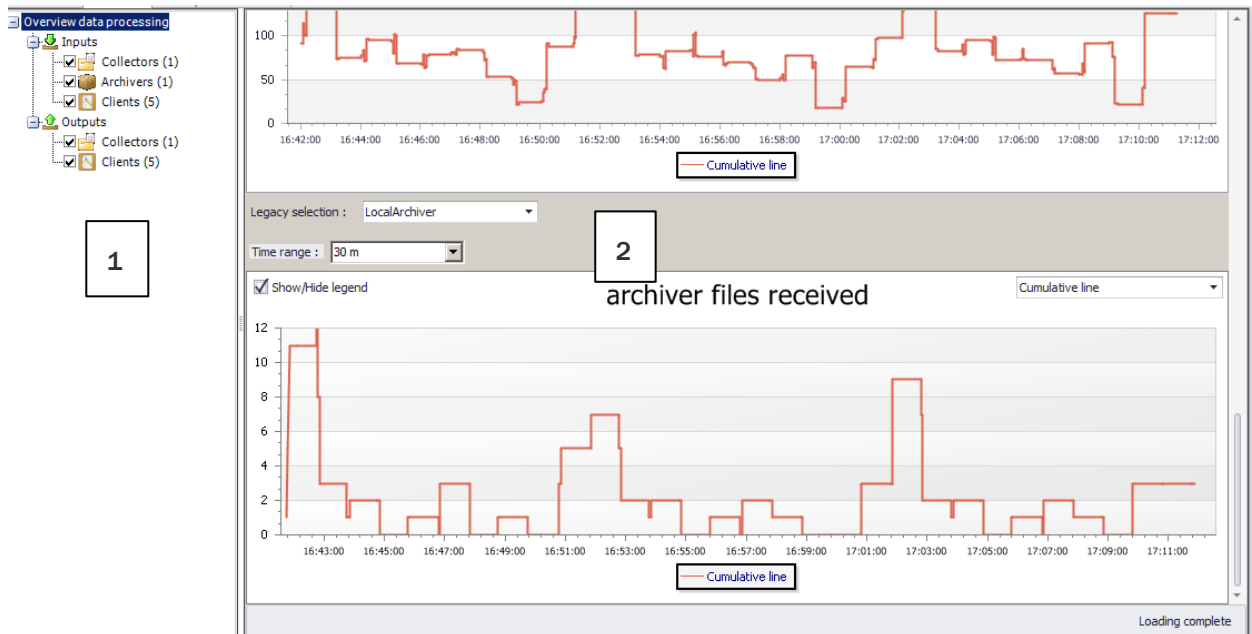 Overview data processing
Inputs
Collectors (1)
Archivers (1)
Clients (5)
Outputs
Collectors (1)
Clients (5)
1
100
50
0
16:42:00 16:44:00 16:46:00 16:48:00 16:50:00 16:52:00 16:54:00 16:56:00 16:58:00 17:00:00 17:02:00 17:04:00 17:06:00 17:08:00 17:10:00 17:12:00
Cumulative line
Legacy selection : LocalArchiver
2
Time range : 30 m
Show/Hide legend
archiver files received
Cumulative line
12
10
8
6
4
2
0
16:43:00 16:45:00 16:47:00 16:49:00 16:51:00 16:53:00 16:55:00 16:57:00 16:59:00 17:01:00 17:03:00 17:05:00 17:07:00 17:09:00 17:11:00
Cumulative line
Loading complete